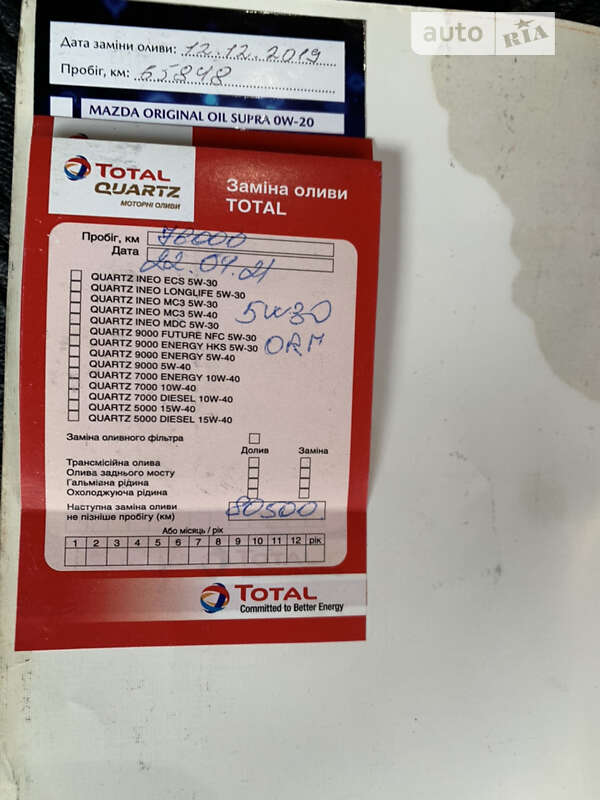 auto RIA
Дата заміни оливи: 12.12.2019
Пробіг, км: 65848
MAZDA ORIGINAL OIL SUPRA 0W-20
TOTAL
QUARTZ
МОТОРНІ ОЛИВИ
Заміна оливи
TOTAL
Пробіг, км 78000
Дата 22.04.21
QUARTZ INEO ECS 5W-30
QUARTZ INEO LONGLIFE 5W-30
QUARTZ INEO MC3 5W-30
QUARTZ INEO MC3 5W-40
QUARTZ INEO MDC 5W-30
QUARTZ 9000 FUTURE NFC 5W-30
QUARTZ 9000 ENERGY HKS 5W-30
QUARTZ 9000 ENERGY 5W-40
QUARTZ 9000 5W-40
QUARTZ 7000 ENERGY 10W-40
QUARTZ 7000 10W-40
QUARTZ 7000 DIESEL 10W-40
QUARTZ 5000 15W-40
QUARTZ 5000 DIESEL 15W-40
5W30
Заміна оливного фільтра
Долив Заміна
Трансмісійна олива
Олива заднього мосту
Гальмівна рідина
Охолоджуюча рідина
Наступна заміна оливи
не пізніше пробігу (км) 80500
Або місяць / рік
1 2 3 4 5 6 7 8 9 10 11 12 рік
TOTAL
Committed to Better Energy